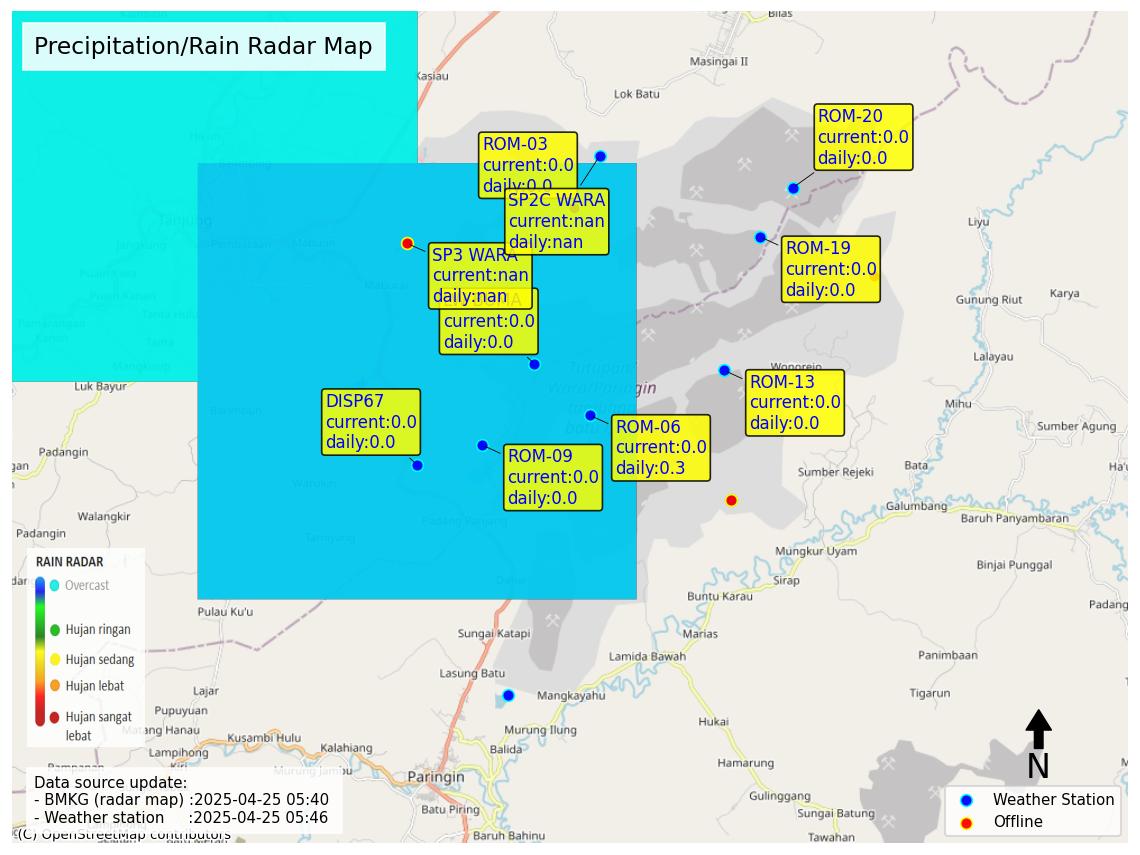 Precipitation/Rain Radar Map
Bilas
Masingai II
Kasiau
Lok Batu
ROM-20
current:0.0
daily:0.0
ROM-03
current:0.0
daily:0.0
SP2C WARA
current:nan
daily:nan
Tanjung
Liyu
ROM-19
current:0.0
daily:0.0
SP3 WARA
current:nan
daily:nan
current:0.0
daily:0.0
Karya
Gunung Riut
Lalayau
Wonorejo
Luk Bayur
ROM-13
current:0.0
daily:0.0
DISP67
current:0.0
daily:0.0
Mihu
ROM-06
current:0.0
daily:0.3
Sumber Agung
ROM-09
current:0.0
daily:0.0
Padangin
Bata
Sumber Rejeki
Galumbang
Walangkir
Baruh Panyambaran
Padangin
Mungkur Uyam
Binjai Punggal
Sirap
Buntu Karau
Pulau Ku'u
Sungai Katapi
Marias
Lamida Bawah
Panimbaan
Lasung Batu
Tigarun
Lajar
Mangkayahu
Pupuyuan
Hukai
Matang Hanau
Murung Ilung
Kusambi Hulu
Kalahiang
Balida
Lampihong
Murung Jambu
Paringin
Hamarung
Gulinggang
Batu Piring
Sungai Batung
Baruh Bahinu
Tawahan
RAIN RADAR
Overcast
Hujan ringan
Hujan sedang
Hujan lebat
Hujan sangat
lebat
Data source update:
- BMKG (radar map) :2025-04-25 05:40
- Weather station :2025-04-25 05:46
(C) OpenStreetMap contributors
N
Weather Station
Offline